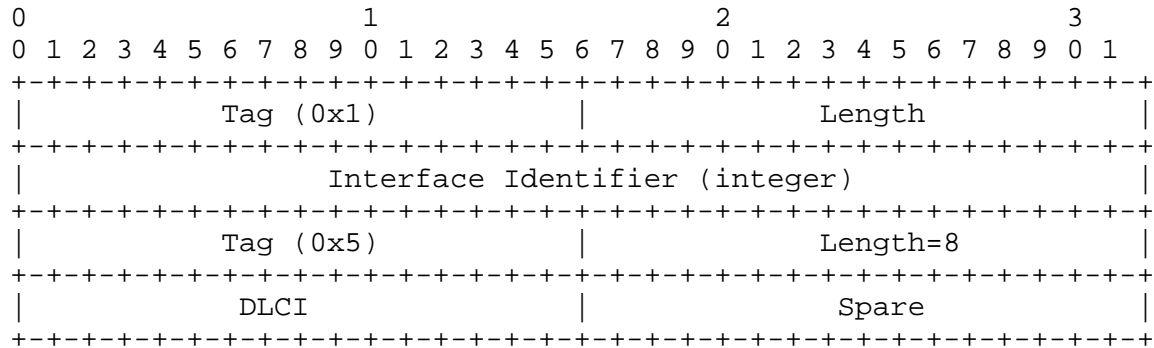 0                   1                   2                   3
0 1 2 3 4 5 6 7 8 9 0 1 2 3 4 5 6 7 8 9 0 1 2 3 4 5 6 7 8 9 0 1
+-+-+-+-+-+-+-+-+-+-+-+-+-+-+-+-+-+-+-+-+-+-+-+-+-+-+-+-+-+-+-+-+
|           Tag (0x1)           |             Length            |
+-+-+-+-+-+-+-+-+-+-+-+-+-+-+-+-+-+-+-+-+-+-+-+-+-+-+-+-+-+-+-+-+
|                 Interface Identifier (integer)                |
+-+-+-+-+-+-+-+-+-+-+-+-+-+-+-+-+-+-+-+-+-+-+-+-+-+-+-+-+-+-+-+-+
|           Tag (0x5)           |             Length=8          |
+-+-+-+-+-+-+-+-+-+-+-+-+-+-+-+-+-+-+-+-+-+-+-+-+-+-+-+-+-+-+-+-+
|            DLCI               |              Spare            |
+-+-+-+-+-+-+-+-+-+-+-+-+-+-+-+-+-+-+-+-+-+-+-+-+-+-+-+-+-+-+-+-+